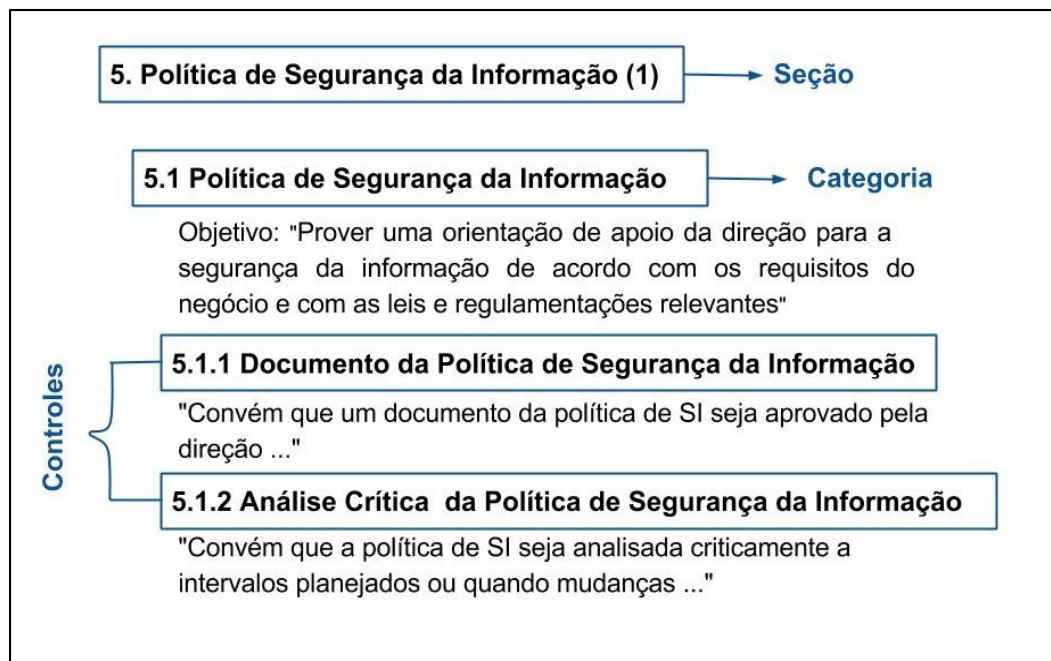 5. Política de Segurança da Informação (1)
Seção
5.1 Política de Segurança da Informação
Categoria
Objetivo: "Prover uma orientação de apoio da direção para a
segurança da informação de acordo com os requisitos do
negócio e com as leis e regulamentações relevantes"
Controles
5.1.1 Documento da Política de Segurança da Informação
"Convém que um documento da política de SI seja aprovado pela
direção ..."
5.1.2 Análise Crítica  da Política de Segurança da Informação
"Convém que a política de SI seja analisada criticamente a
intervalos planejados ou quando mudanças ..."